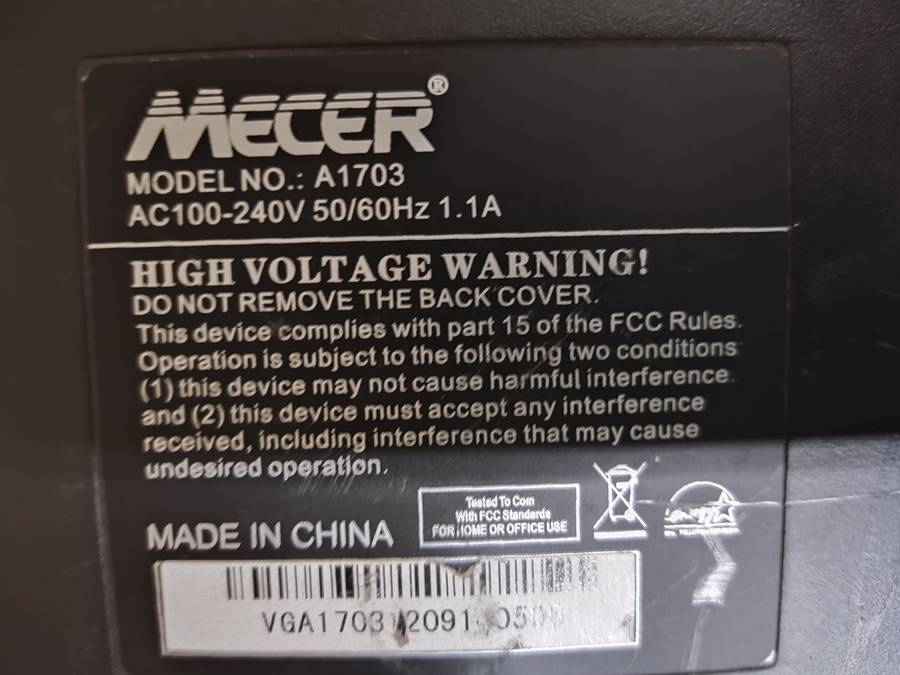 MECER®
MODEL NO.: A1703
AC100-240V 50/60Hz 1.1A
HIGH VOLTAGE WARNING!
DO NOT REMOVE THE BACK COVER.
This device complies with part 15 of the FCC Rules.
Operation is subject to the following two conditions
(1) this device may not cause harmful interference.
and (2) this device must accept any interference
received, including interference that may cause
undesired operation.
Tested To Com
With FCC Standards
FOR HOME OR OFFICE USE
MADE IN CHINA